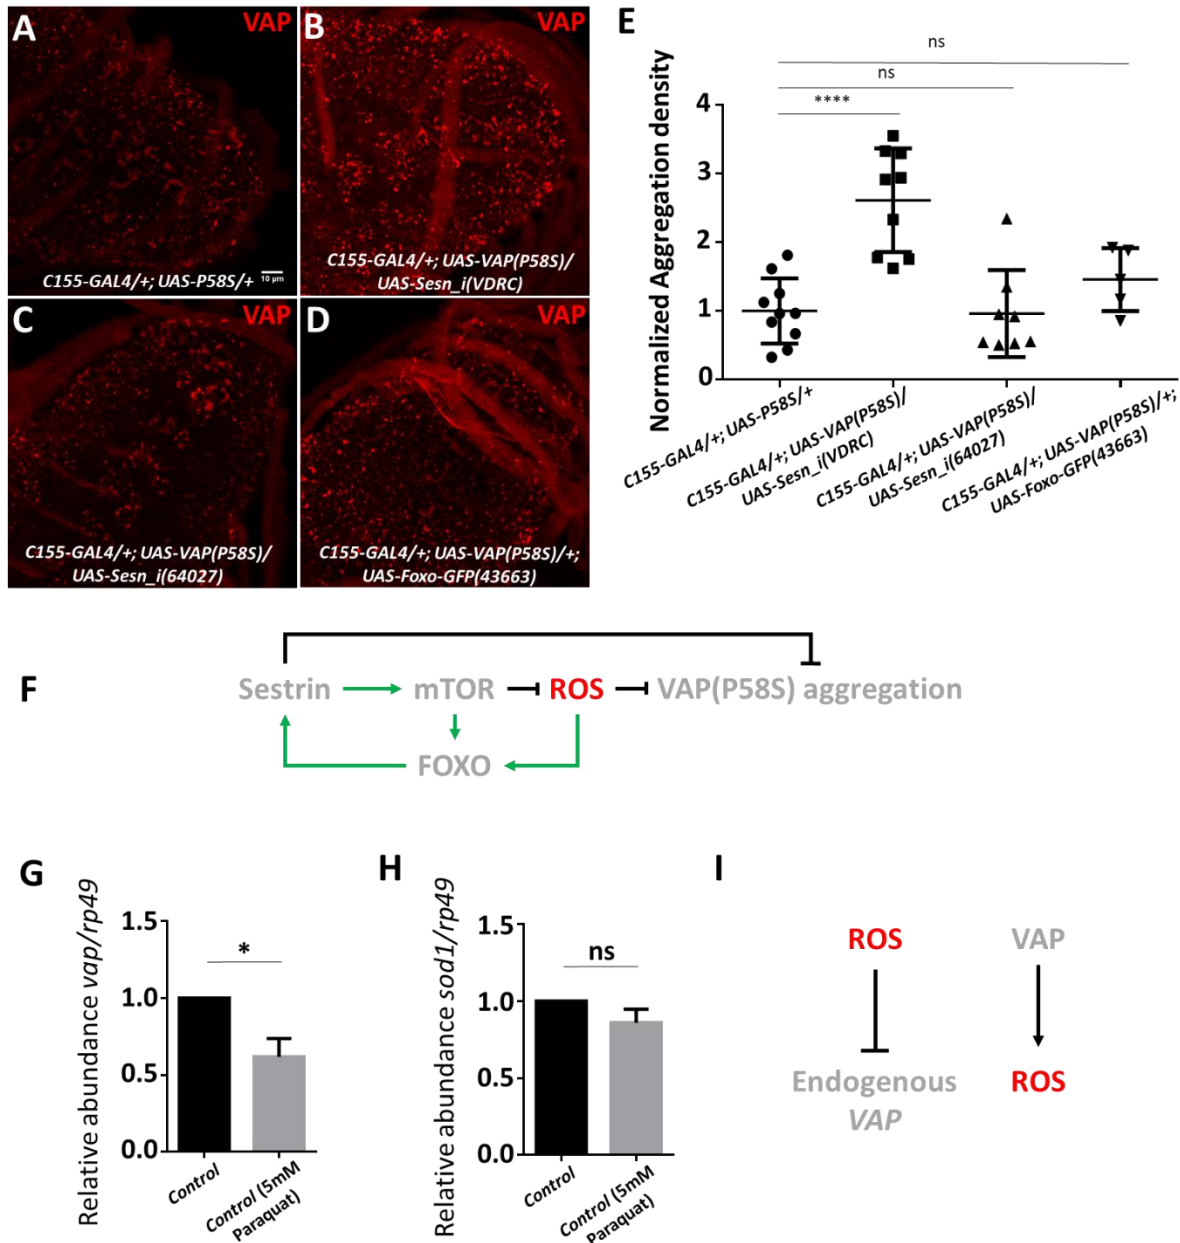 A
VAP
C155-GAL4/+; UAS-P58S/+
10 µm
B
VAP
C155-GAL4/+; UAS-VAP(P58S)/
UAS-Sesn_i(VDRC)
C
VAP
C155-GAL4/+; UAS-VAP(P58S)/
UAS-Sesn_i(64027)
D
VAP
C155-GAL4/+; UAS-VAP(P58S)/+;
UAS-Foxo-GFP(43663)
E
ns
ns
****
Normalized Aggregation density
4
3
2
1
0
C155-GAL4/+; UAS-P58S/+
C155-GAL4/+; UAS-VAP(P58S)/
UAS-Sesn_i(VDRC)
C155-GAL4/+; UAS-VAP(P58S)/
UAS-Sesn_i(64027)
C155-GAL4/+; UAS-VAP(P58S)/+;
UAS-Foxo-GFP(43663)
F
Sestrin mTOR ROS VAP(P58S) aggregation
FOXO
G
Relative abundance vap/rp49
1.5
1.0
0.5
0.0
*
Control
Control (5mM
Paraquat)
H
Relative abundance sod1/rp49
1.5
1.0
0.5
0.0
ns
Control
Control (5mM
Paraquat)
I
ROS
Endogenous
VAP
VAP
ROS